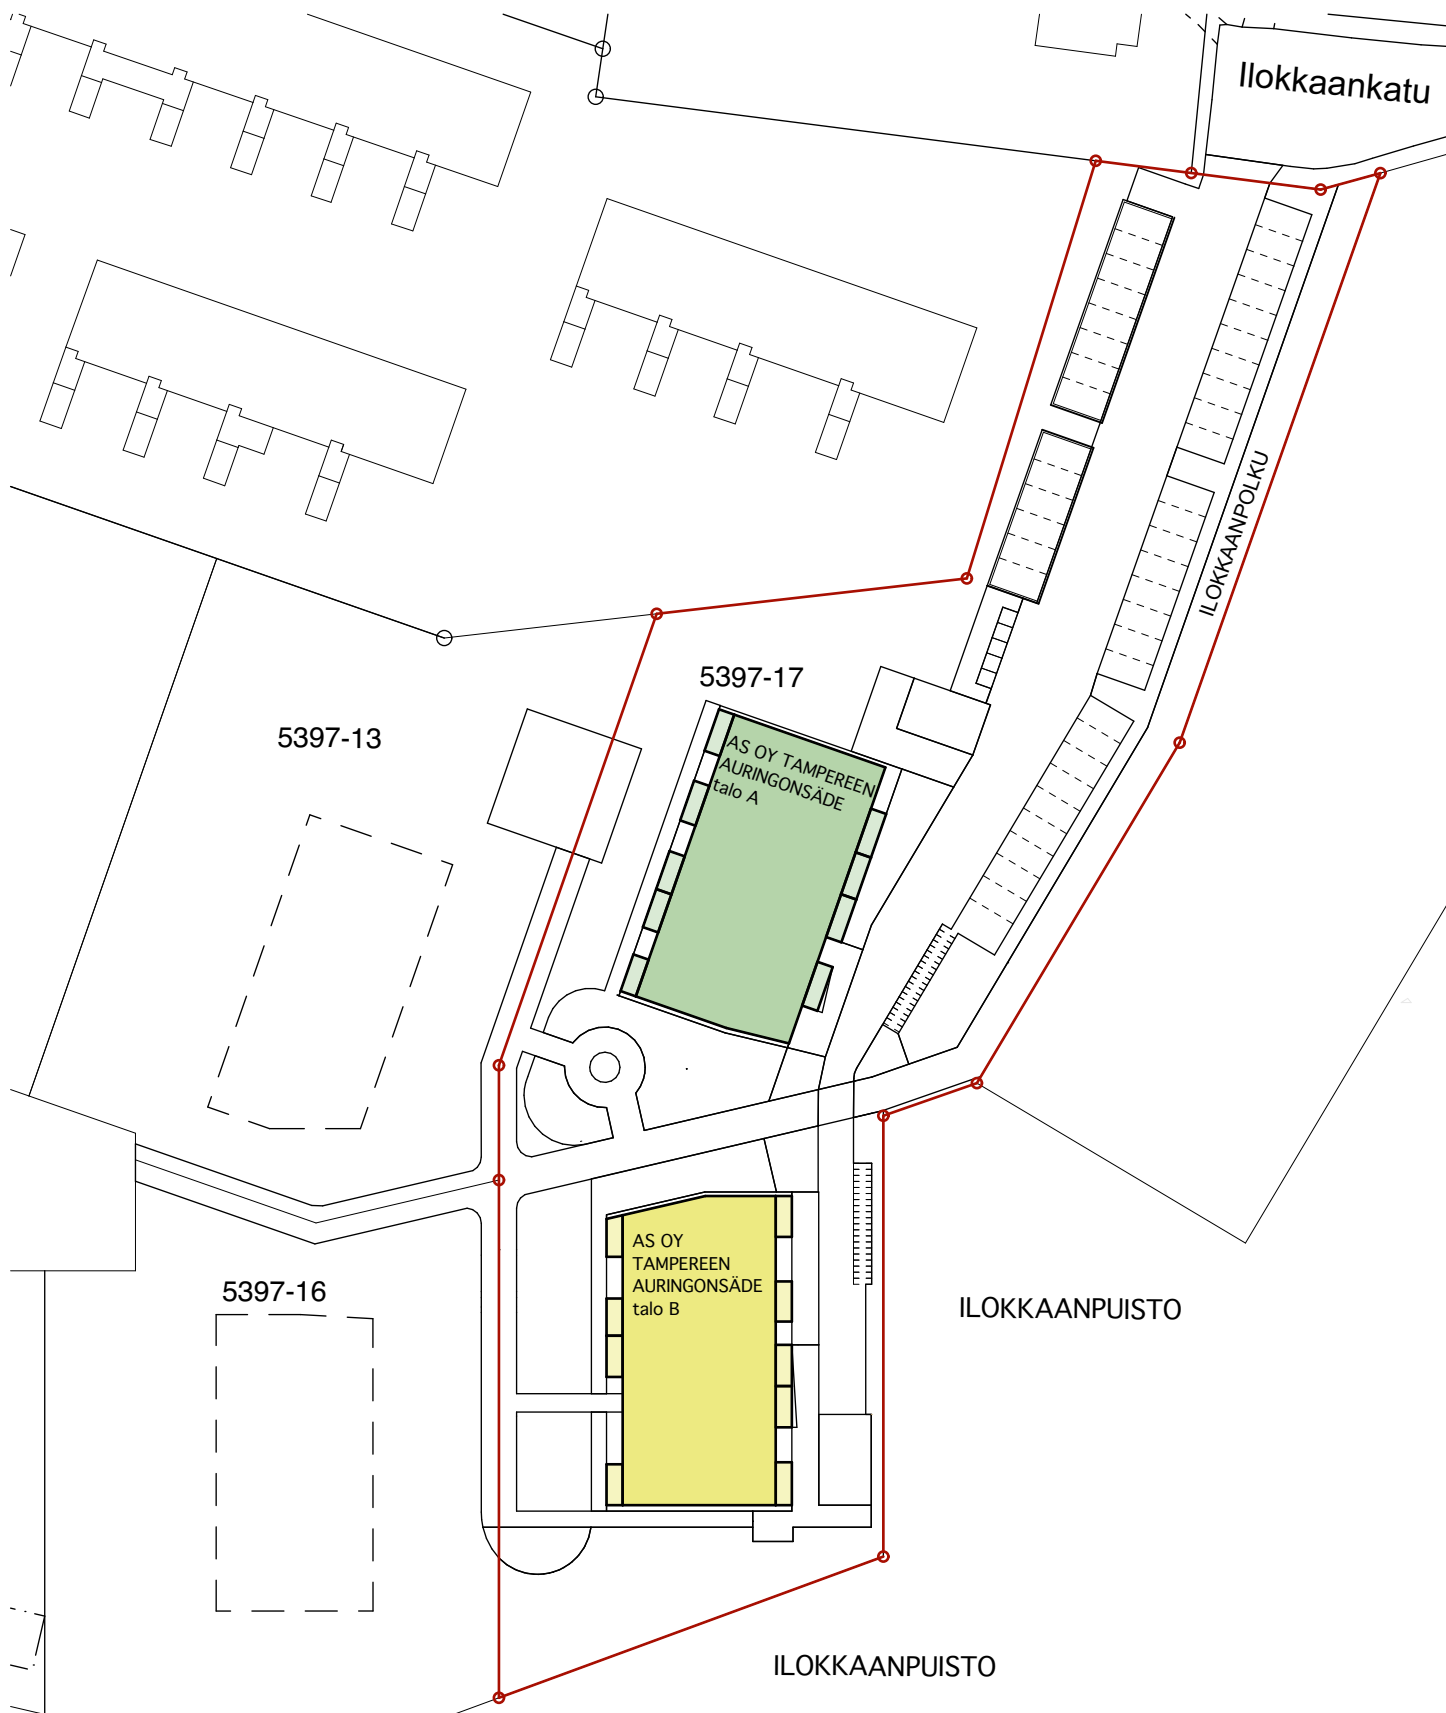 Ilokkaankatu
ILOKKAANPOLKU
5397-17
5397-13
AS OY TAMPEREEN
AURINGONSÄDE
talo A
AS OY
TAMPEREEN
AURINGONSÄDE
talo B
5397-16
ILOKKAANPUISTO
ILOKKAANPUISTO